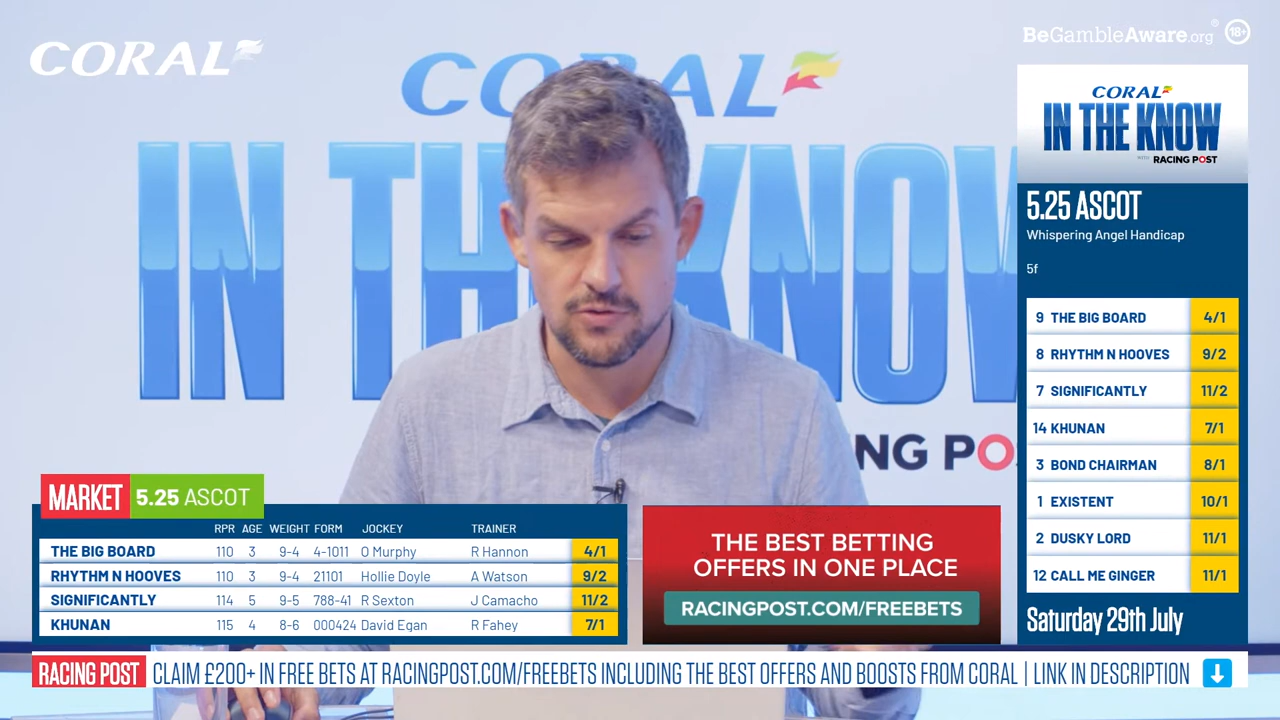 CORAL
BeGambleAware.org® 18+
CORAL
IN THE KNOW
NG PO
CORAL
IN THE KNOW
WITH RACING POST
5.25 ASCOT
Whispering Angel Handicap
5f
9 THE BIG BOARD 4/1
8 RHYTHM N HOOVES 9/2
7 SIGNIFICANTLY 11/2
14 KHUNAN 7/1
3 BOND CHAIRMAN 8/1
1 EXISTENT 10/1
2 DUSKY LORD 11/1
12 CALL ME GINGER 11/1
Saturday 29th July
MARKET 5.25 ASCOT
RPR AGE WEIGHT FORM JOCKEY TRAINER
THE BIG BOARD 110 3 9-4 4-1011 O Murphy R Hannon 4/1
RHYTHM N HOOVES 110 3 9-4 21101 Hollie Doyle A Watson 9/2
SIGNIFICANTLY 114 5 9-5 788-41 R Sexton J Camacho 11/2
KHUNAN 115 4 8-6 000424 David Egan R Fahey 7/1
THE BEST BETTING
OFFERS IN ONE PLACE
RACINGPOST.COM/FREEBETS
RACING POST CLAIM £200+ IN FREE BETS AT RACINGPOST.COM/FREEBETS INCLUDING THE BEST OFFERS AND BOOSTS FROM CORAL | LINK IN DESCRIPTION